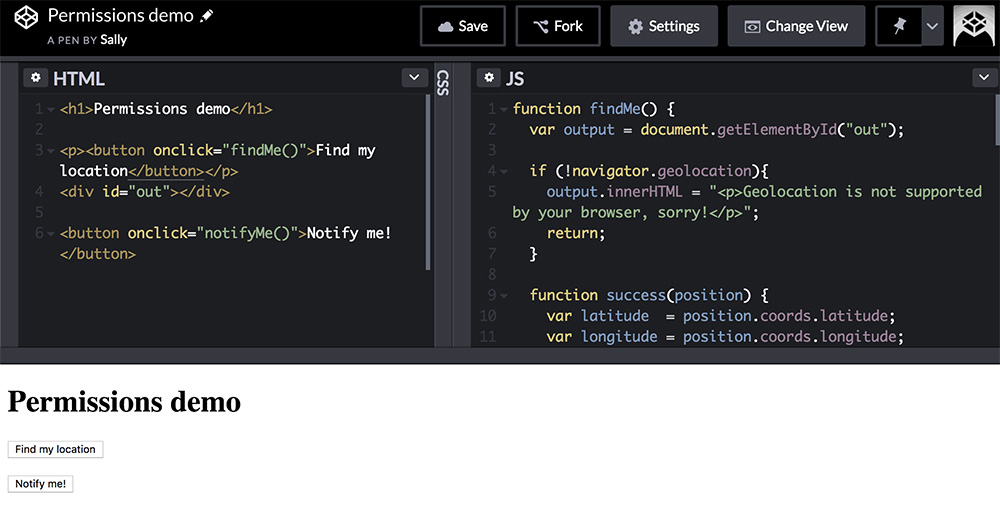 Permissions demo
A PEN BY Sally
Save
Fork
Settings
Change View
HTML
1 <h1>Permissions demo</h1>
2
3 <p><button onclick="findMe()">Find my
location</button></p>
4 <div id="out"></div>
5
6 <button onclick="notifyMe()">Notify me!
</button>
CSS
JS
1 function findMe() {
2 var output = document.getElementById("out");
3
4 if (!navigator.geolocation){
5 output.innerHTML = "<p>Geolocation is not supported
by your browser, sorry!</p>";
6 return;
7 }
8
9 function success(position) {
10 var latitude  = position.coords.latitude;
11 var longitude = position.coords.longitude;
Permissions demo
Find my location
Notify me!